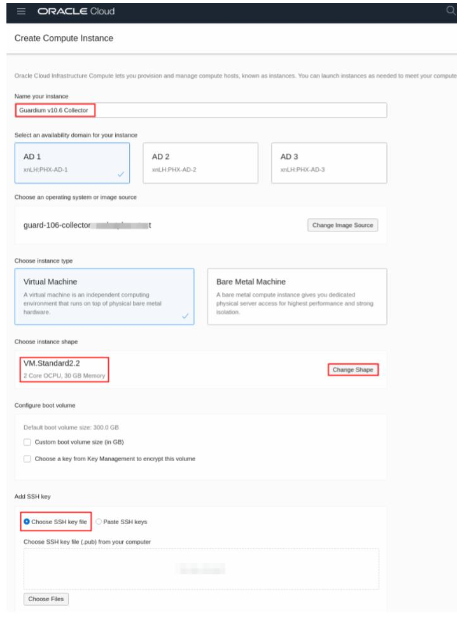 ORACLE Cloud
Create Compute Instance
Oracle Cloud Infrastructure Compute lets you provision and manage compute hosts, known as instances. You can launch instances as needed to meet your compute
Name your instance
Guardium v10.6 Collector
Select an availability domain for your instance
AD 1
AD 2
AD 3
xnLH:PHX-AD-1
xnLH:PHX-AD-2
xnLH:PHX-AD-3
Choose an operating system or image source
guard-106-collector
t
Change Image Source
Choose instance type
Virtual Machine
A virtual machine is an independent computing
environment that runs on top of physical bare metal
hardware.
Bare Metal Machine
A bare metal compute instance gives you dedicated
physical server access for highest performance and strong
isolation.
Choose instance shape
VM.Standard2.2
2 Core OCPU, 30 GB Memory
Change Shape
Configure boot volume
Default boot volume size: 300.0 GB
Custom boot volume size (in GB)
Choose a key from Key Management to encrypt this volume
Add SSH key
Choose SSH key file
Paste SSH keys
Choose SSH key file (.pub) from your computer
Choose Files